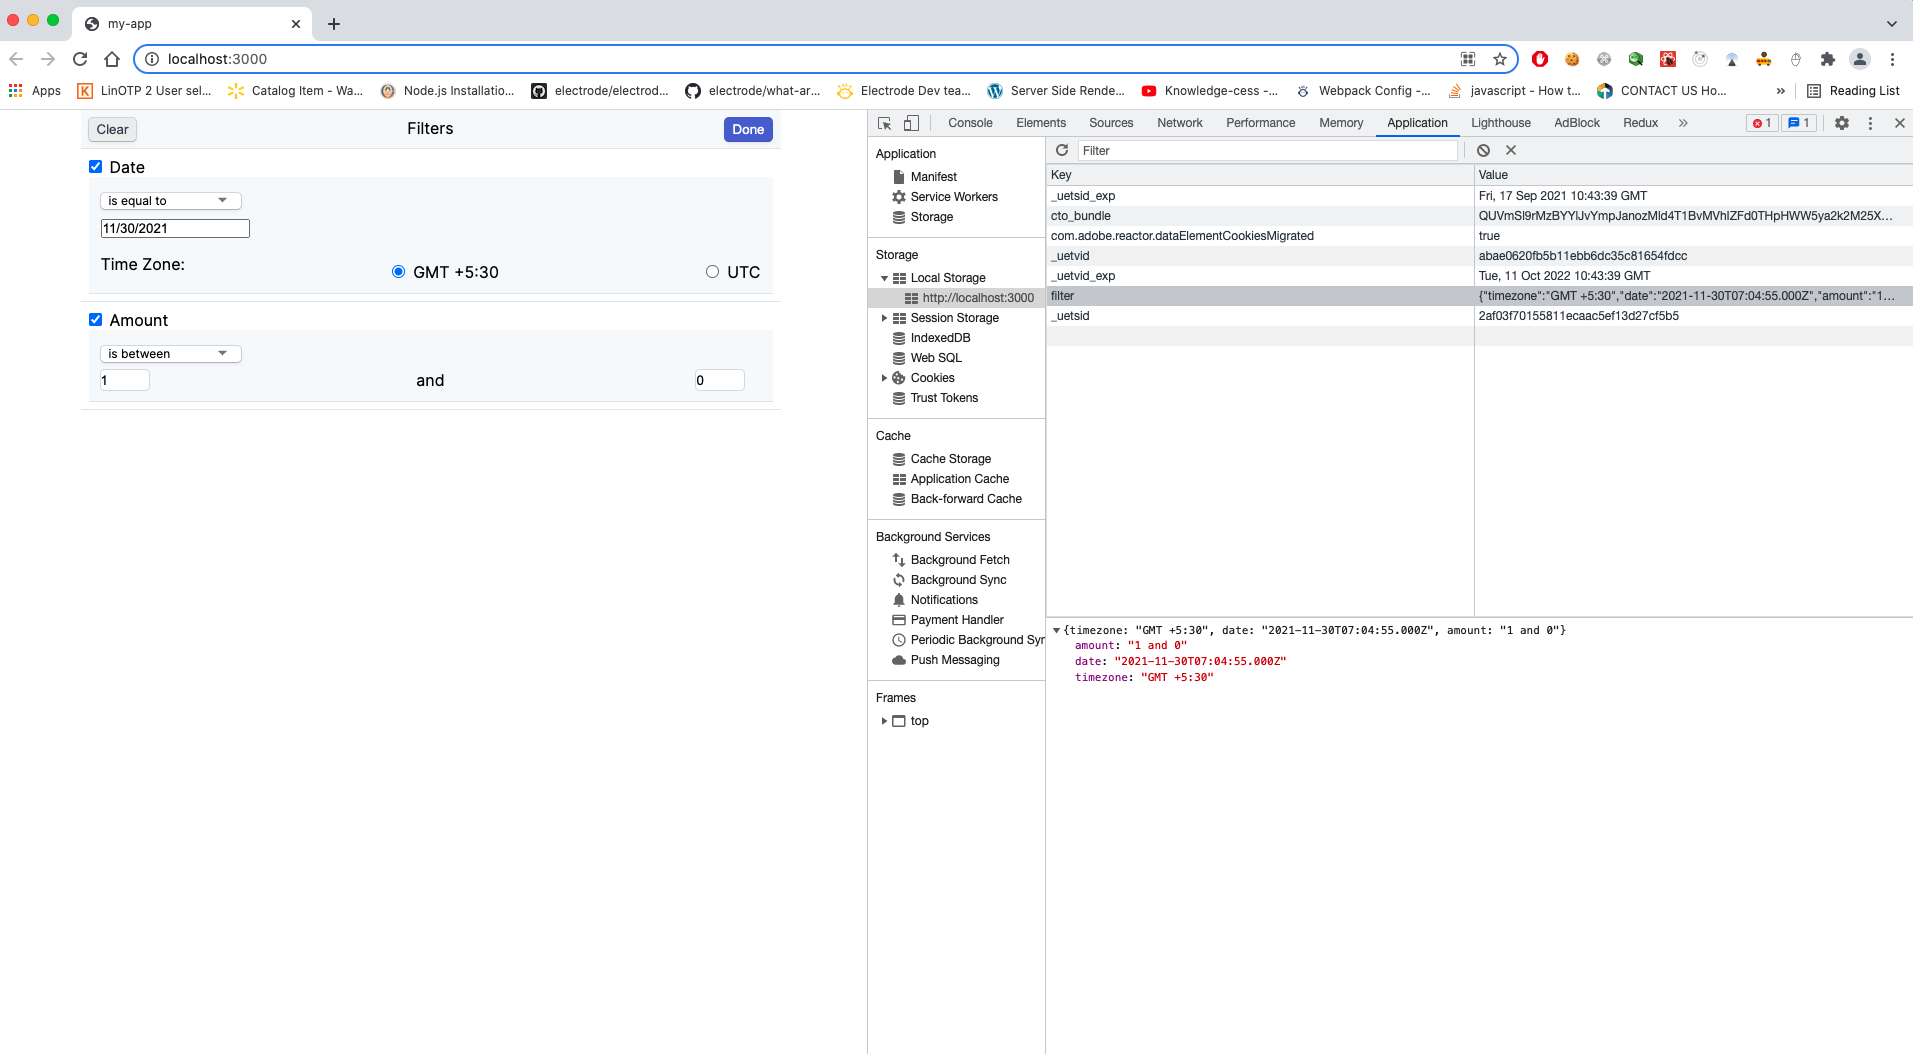 my-app
localhost:3000
Apps LinOTP 2 User sel... Catalog Item - Wa... Node.js Installatio... electrode/electrod... electrode/what-ar... Electrode Dev tea... Server Side Rende... Knowledge-cess -... Webpack Config -... javascript - How t... CONTACT US Ho... » Reading List
Clear Filters Done
Date
is equal to
11/30/2021
Time Zone: GMT +5:30 UTC
Amount
is between
1 and 0
Console Elements Sources Network Performance Memory Application Lighthouse AdBlock Redux » 1 1
Application
Manifest
Service Workers
Storage
Storage
Local Storage
http://localhost:3000
Session Storage
IndexedDB
Web SQL
Cookies
Trust Tokens
Cache
Cache Storage
Application Cache
Back-forward Cache
Background Services
Background Fetch
Background Sync
Notifications
Payment Handler
Periodic Background Syn
Push Messaging
Frames
top
Filter
Key Value
_uetsid_exp Fri, 17 Sep 2021 10:43:39 GMT
cto_bundle QUVmSl9rMzBYYlJvYmpJanozMld4T1BvMVhlZFd0THpHWW5ya2k2M25X...
com.adobe.reactor.dataElementCookiesMigrated true
_uetvid abae0620fb5b11ebb6dc35c81654fdcc
_uetvid_exp Tue, 11 Oct 2022 10:43:39 GMT
filter {"timezone":"GMT +5:30","date":"2021-11-30T07:04:55.000Z","amount":"1...
_uetsid 2af03f70155811ecaac5ef13d27cf5b5
{timezone: "GMT +5:30", date: "2021-11-30T07:04:55.000Z", amount: "1 and 0"}
amount: "1 and 0"
date: "2021-11-30T07:04:55.000Z"
timezone: "GMT +5:30"